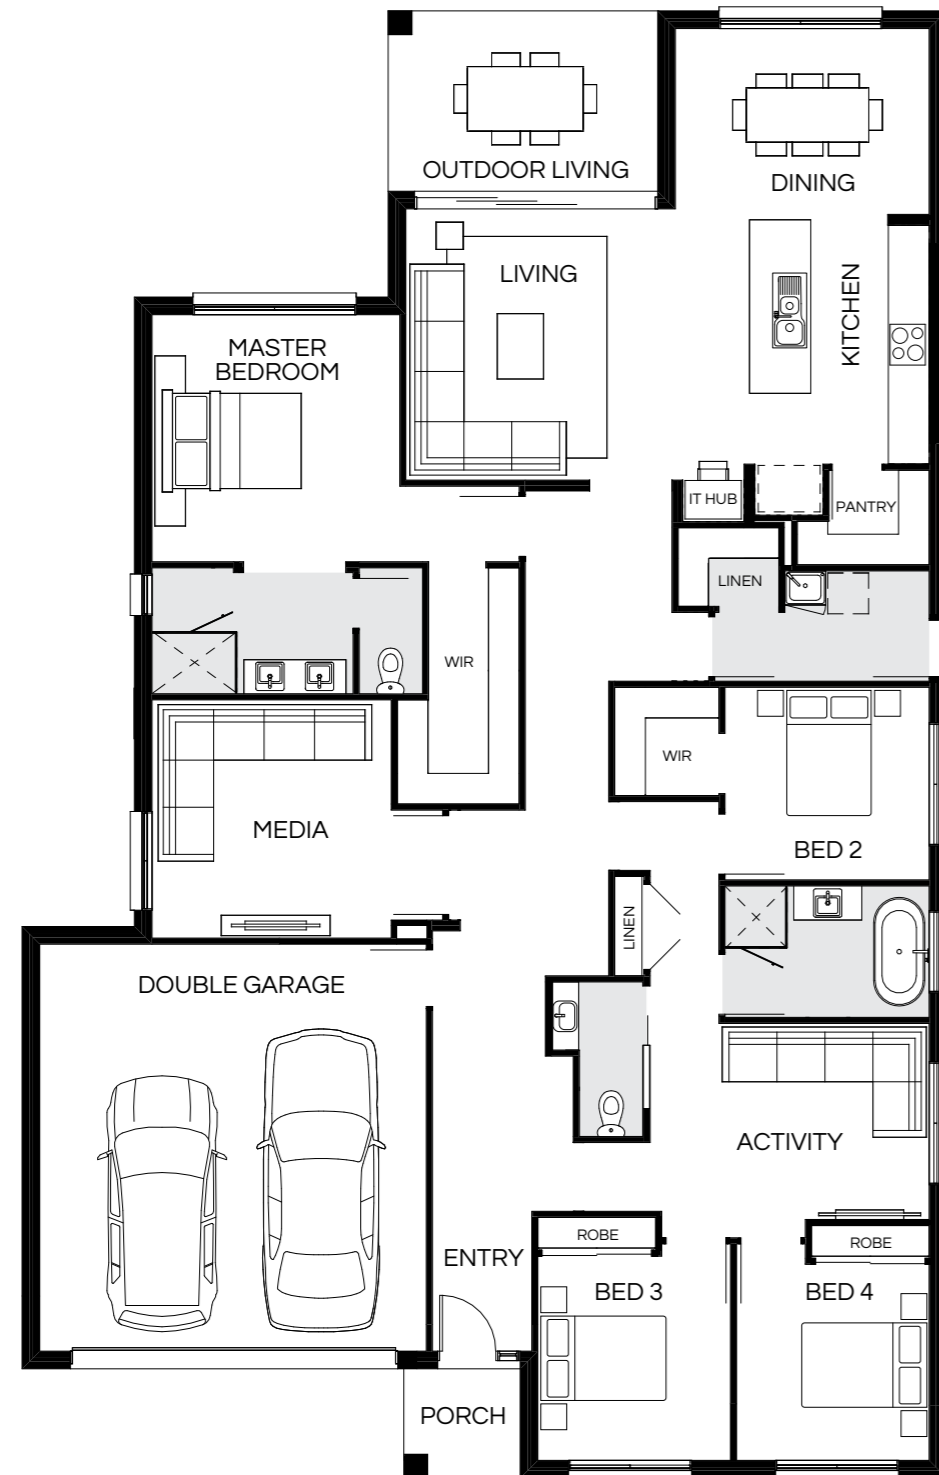 OUTDOOR LIVING
DINING
LIVING
KITCHEN
MASTER
BEDROOM
IT HUB
PANTRY
LINEN
WIR
WIR
MEDIA
BED 2
LINEN
DOUBLE GARAGE
ACTIVITY
ROBE
ROBE
ENTRY
BED 3
BED 4
PORCH